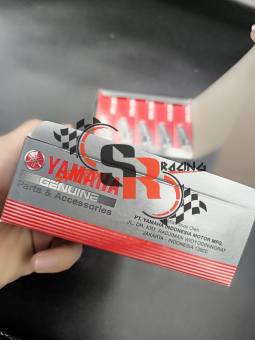 SR
RACING
YAMAHA
GENUINE
Parts & Accessories
PT. YAMAHA INDONESIA MOTOR MFG.
JAKARTA - INDONESIA